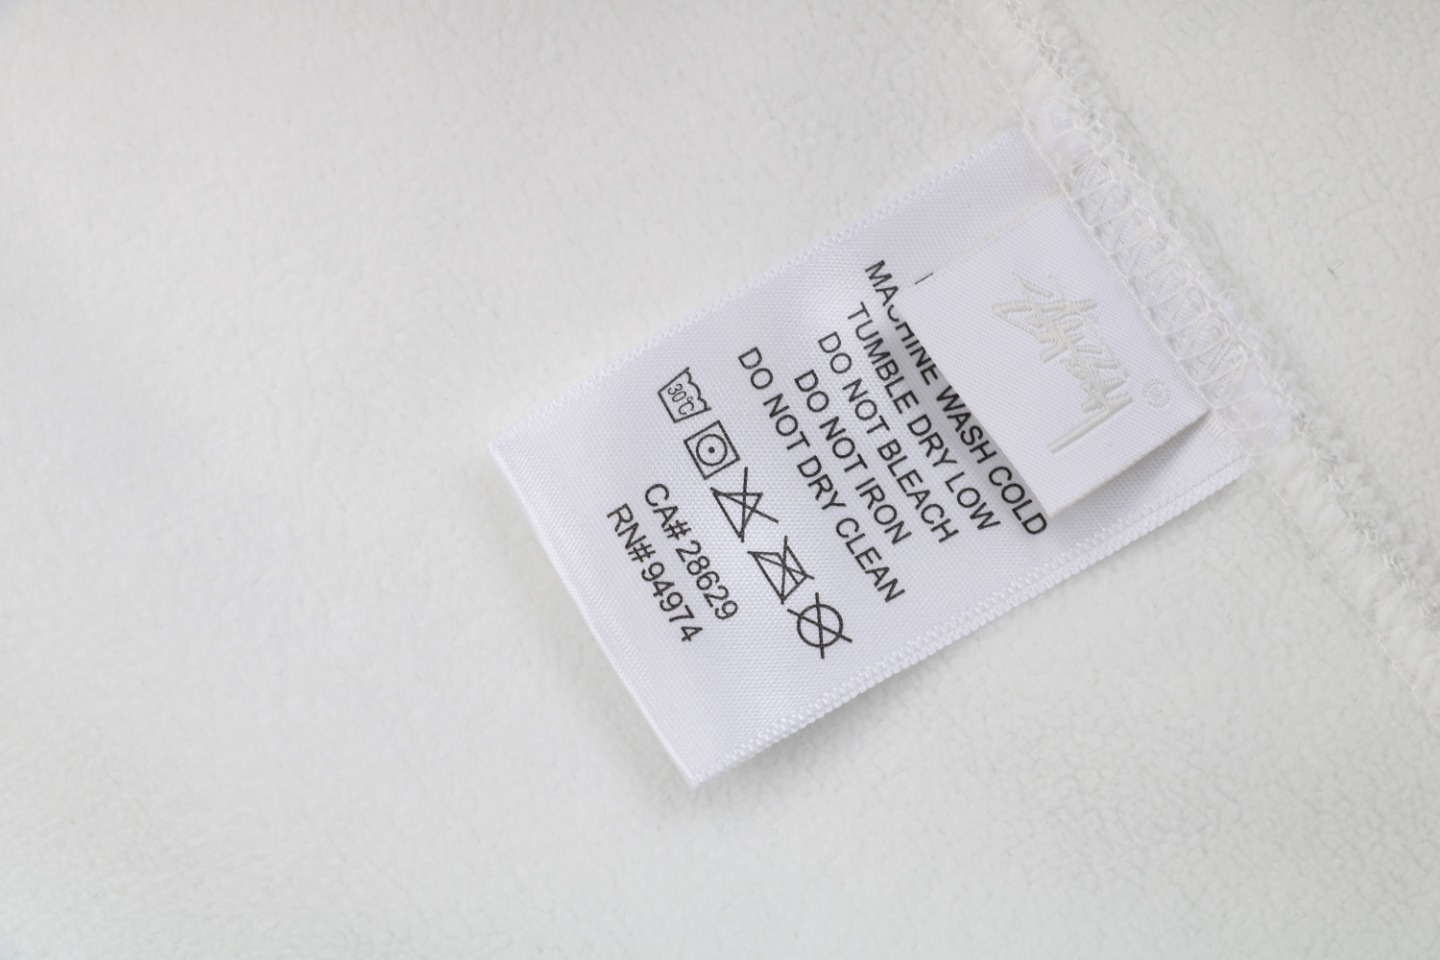 Stüssy ®
MACHINE WASH COLD
TUMBLE DRY LOW
DO NOT BLEACH
DO NOT IRON
DO NOT DRY CLEAN
30℃
CA#28629
RN#94974